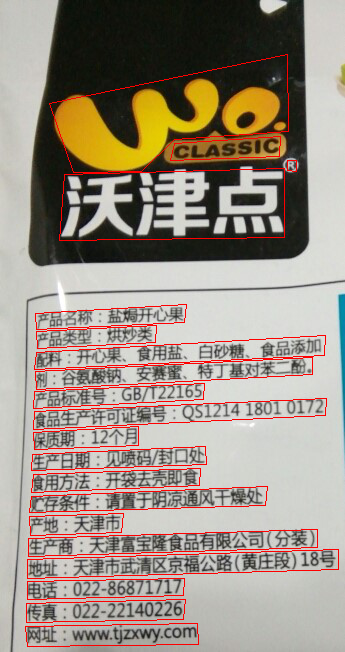 Wo.
CLASSIC
®
沃津点
产品名称：盐焗开心果
产品类型：烘炒类
配料：开心果、食用盐、白砂糖、食品添加
剂：谷氨酸钠、安赛蜜、特丁基对苯二酚。
产品标准号：GB/T22165
食品生产许可证编号：QS1214 1801 0172
保质期：12个月
生产日期：见喷码/封口处
食用方法：开袋去壳即食
贮存条件：请置于阴凉通风干燥处
产地：天津市
生产商：天津富宝隆食品有限公司(分装)
地址：天津市武清区京福公路(黄庄段)18号
电话：022-86871717
传真：022-22140226
网址：www.tjzxwy.com